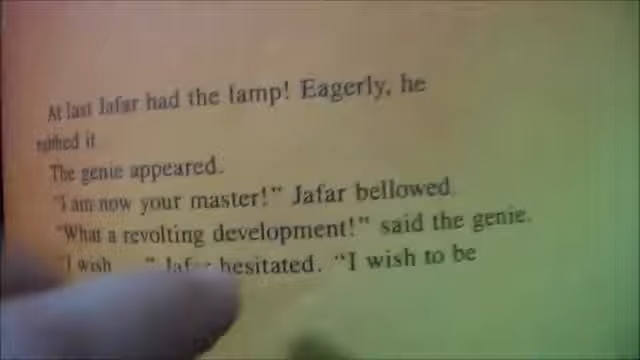 At last Jafar had the lamp! Eagerly, he
rubbed it.
The genie appeared.
"I am now your master!" Jafar bellowed.
"What a revolting development!" said the genie.
"I wish . . ." Jafar hesitated. "I wish to be